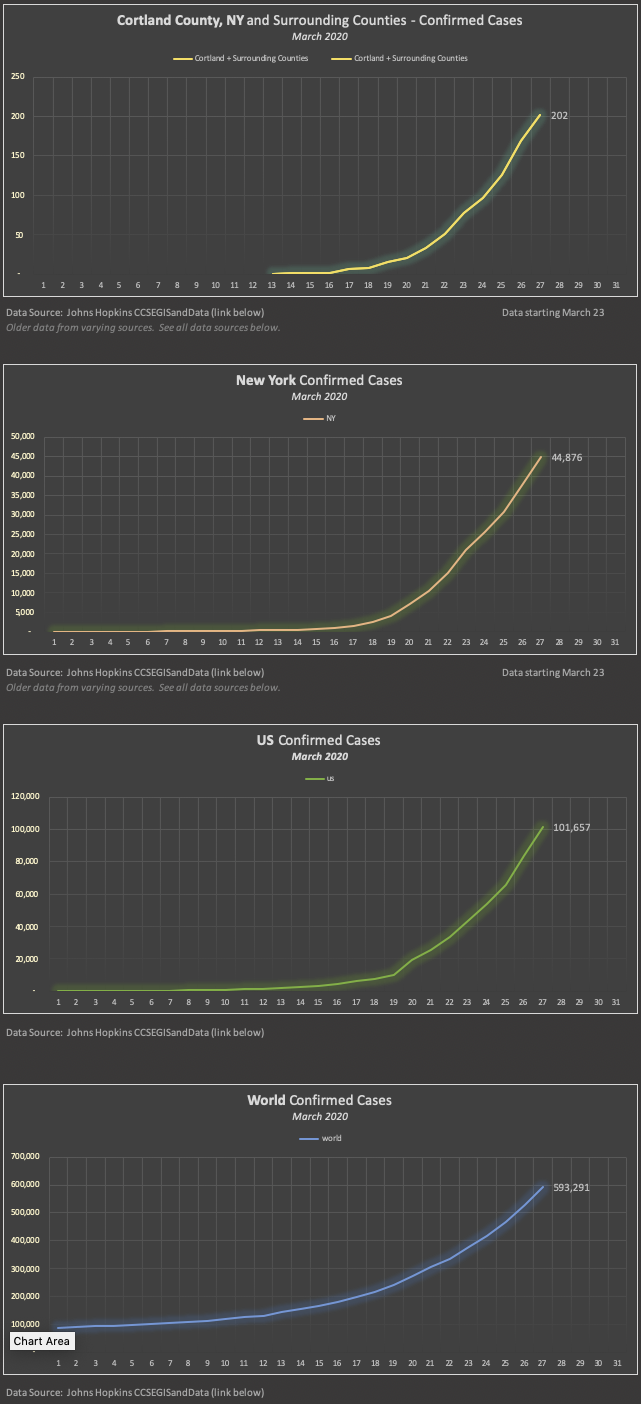 Cortland County, NY and Surrounding Counties - Confirmed Cases
March 2020
Cortland + Surrounding Counties Cortland + Surrounding Counties
250
200
150
100
50
-
202
1 2 3 4 5 6 7 8 9 10 11 12 13 14 15 16 17 18 19 20 21 22 23 24 25 26 27 28 29 30 31
Data Source: Johns Hopkins CCSEGISandData (link below) Data starting March 23
Older data from varying sources. See all data sources below.
New York Confirmed Cases
March 2020
NY
50,000
45,000
40,000
35,000
30,000
25,000
20,000
15,000
10,000
5,000
-
44,876
1 2 3 4 5 6 7 8 9 10 11 12 13 14 15 16 17 18 19 20 21 22 23 24 25 26 27 28 29 30 31
Data Source: Johns Hopkins CCSEGISandData (link below) Data starting March 23
Older data from varying sources. See all data sources below.
US Confirmed Cases
March 2020
US
120,000
100,000
80,000
60,000
40,000
20,000
-
101,657
1 2 3 4 5 6 7 8 9 10 11 12 13 14 15 16 17 18 19 20 21 22 23 24 25 26 27 28 29 30 31
Data Source: Johns Hopkins CCSEGISandData (link below)
World Confirmed Cases
March 2020
world
700,000
600,000
500,000
400,000
300,000
200,000
100,000
-
593,291
Chart Area
1 2 3 4 5 6 7 8 9 10 11 12 13 14 15 16 17 18 19 20 21 22 23 24 25 26 27 28 29 30 31
Data Source: Johns Hopkins CCSEGISandData (link below)